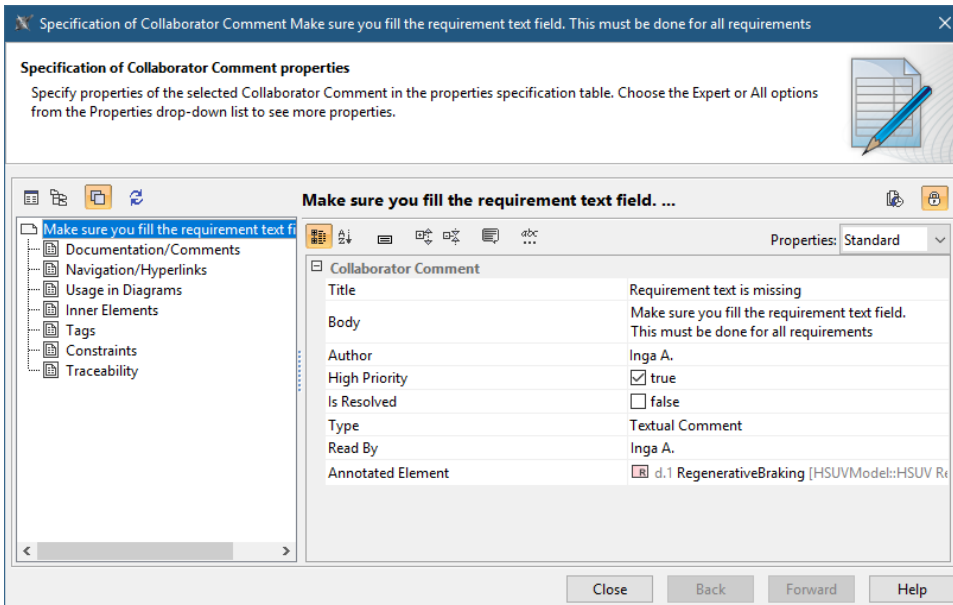 Specification of Collaborator Comment Make sure you fill the requirement text field. This must be done for all requirements
Specification of Collaborator Comment properties
Specify properties of the selected Collaborator Comment in the properties specification table. Choose the Expert or All options
from the Properties drop-down list to see more properties.
Make sure you fill the requirement text field. ...
Make sure you fill the requirement text fi
Documentation/Comments
Navigation/Hyperlinks
Usage in Diagrams
Inner Elements
Tags
Constraints
Traceability
Properties: Standard
Collaborator Comment
Title Requirement text is missing
Body Make sure you fill the requirement text field.
This must be done for all requirements
Author Inga A.
High Priority true
Is Resolved false
Type Textual Comment
Read By Inga A.
Annotated Element R d.1 RegenerativeBraking [HSUVModel::HSUV Re
Close Back Forward Help